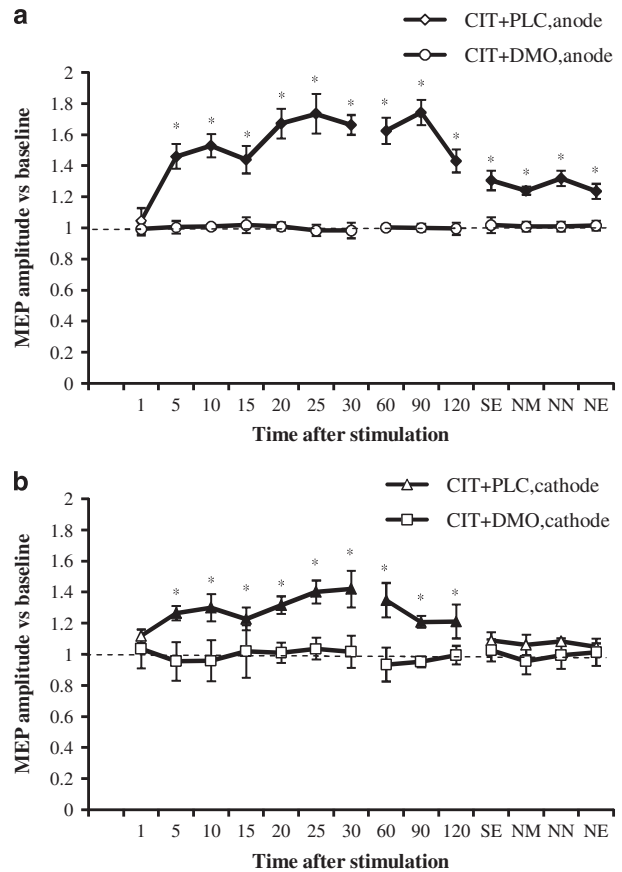 a
CIT+PLC,anode
CIT+DMO,anode
MEP amplitude vs baseline
2
1.8
1.6
1.4
1.2
1
0.8
0.6
0.4
0.2
0
* * * * * * * * * * * * *
1 5 10 15 20 25 30 60 90 120 SE NM NN NE
Time after stimulation
b
CIT+PLC,cathode
CIT+DMO,cathode
MEP amplitude vs baseline
2
1.8
1.6
1.4
1.2
1
0.8
0.6
0.4
0.2
0
* * * * * * * * *
1 5 10 15 20 25 30 60 90 120 SE NM NN NE
Time after stimulation